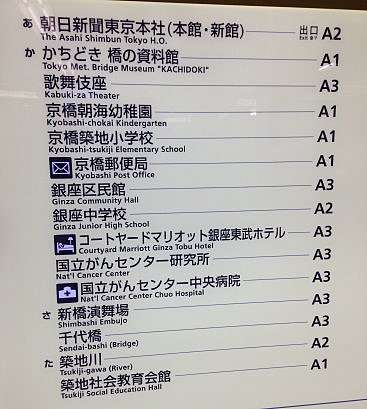 あ 朝日新聞東京本社(本館・新館) 出口 Exit 출구 A2
The Asahi Shimbun Tokyo H.O.
か かちどき 橋の資料館 A1
Tokyo Met. Bridge Museum "KACHIDOKI"
歌舞伎座 A3
Kabuki-za Theater
京橋朝海幼稚園 A1
Kyobashi-chokai Kindergarten
京橋築地小学校 A1
Kyobashi-tsukiji Elementary School
京橋郵便局 A1
Kyobashi Post Office
銀座区民館 A3
Ginza Community Hall
銀座中学校 A2
Ginza Junior High School
コートヤードマリオット銀座東武ホテル A3
Courtyard Marriott Ginza Tobu Hotel
国立がんセンター研究所 A3
Nat'l Cancer Center
国立がんセンター中央病院 A3
Nat'l Cancer Center Chuo Hospital
さ 新橋演舞場 A3
Shimbashi Embujo
千代橋 A3
Sendai-bashi (Bridge)
た 築地川 A2
Tsukiji-gawa (River)
築地社会教育会館 A1
Tsukiji Social Education Hall